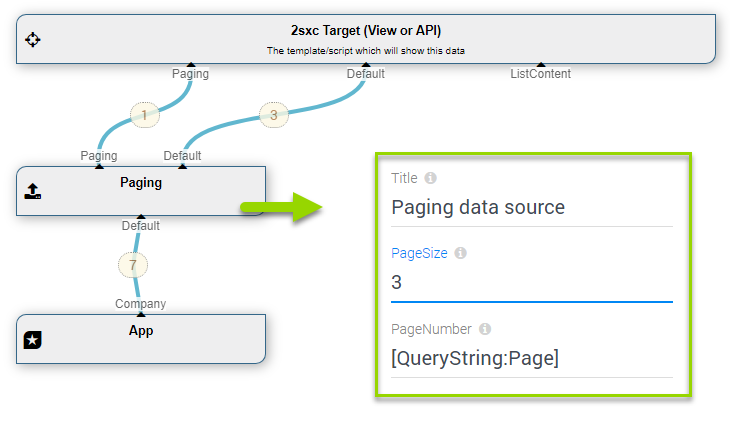 2sxc Target (View or API)
The template/script which will show this data
Paging
Default
ListContent
1
3
Paging
Default
Paging
Default
7
Company
App
Title
Paging data source
PageSize
3
PageNumber
[QueryString:Page]